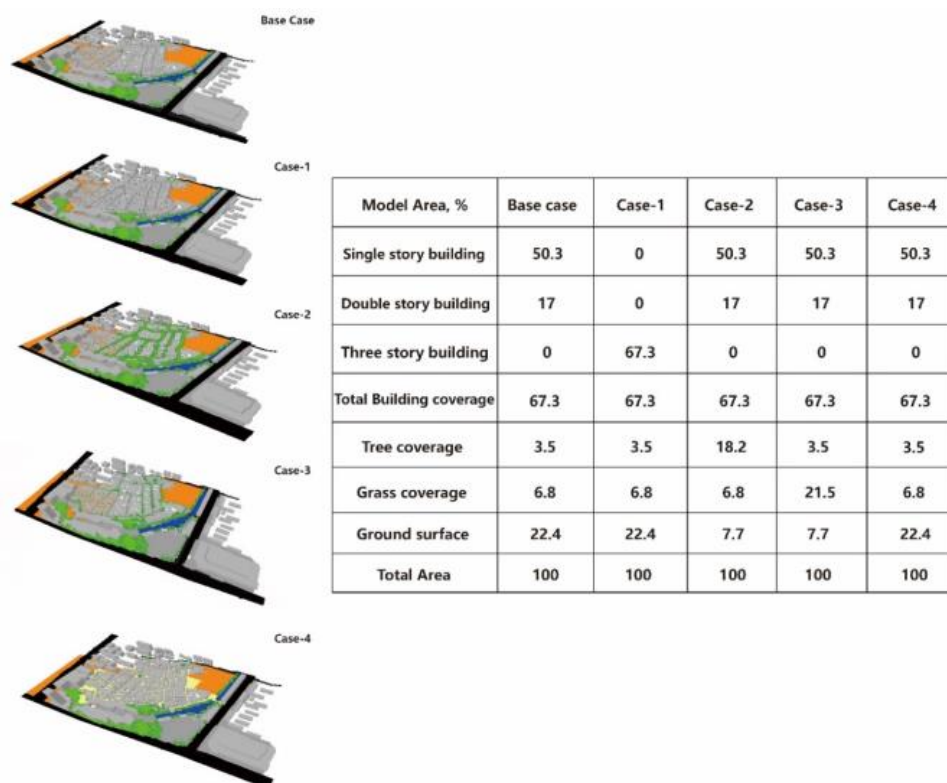 Base Case
Case-1
Case-2
Case-3
Case-4
Model Area, % Base case Case-1 Case-2 Case-3 Case-4
Single story building 50.3 0 50.3 50.3 50.3
Double story building 17 0 17 17 17
Three story building 0 67.3 0 0 0
Total Building coverage 67.3 67.3 67.3 67.3 67.3
Tree coverage 3.5 3.5 18.2 3.5 3.5
Grass coverage 6.8 6.8 6.8 21.5 6.8
Ground surface 22.4 22.4 7.7 7.7 22.4
Total Area 100 100 100 100 100